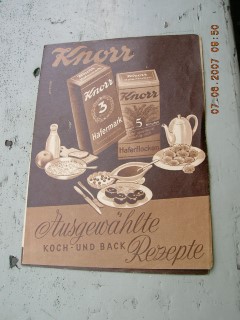 Knorr
Knorr
3
Hafermark
Knorr
5
Haferflocken
Ausgewählte
KOCH- UND BACK
Rezepte
07-06-2007 06:50